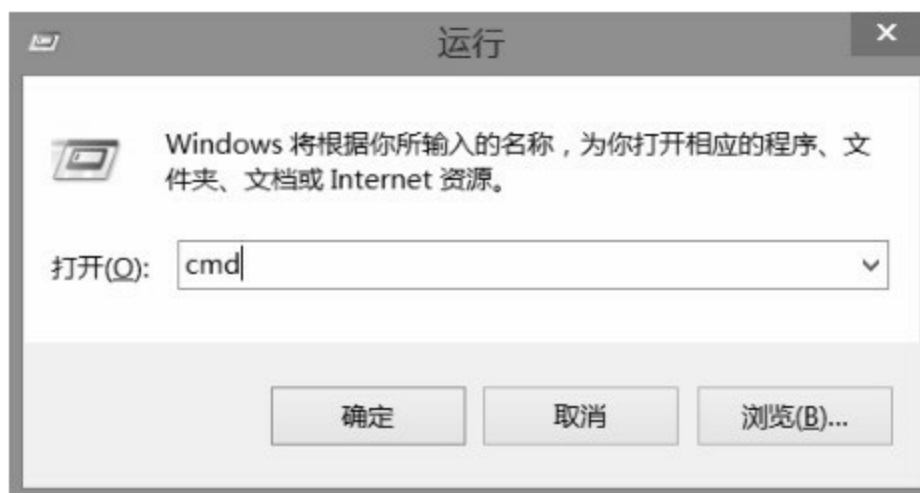 运行
Windows 将根据你所输入的名称，为你打开相应的程序、文
件夹、文档或 Internet 资源。
打开(O): cmd
确定 取消 浏览(B)...